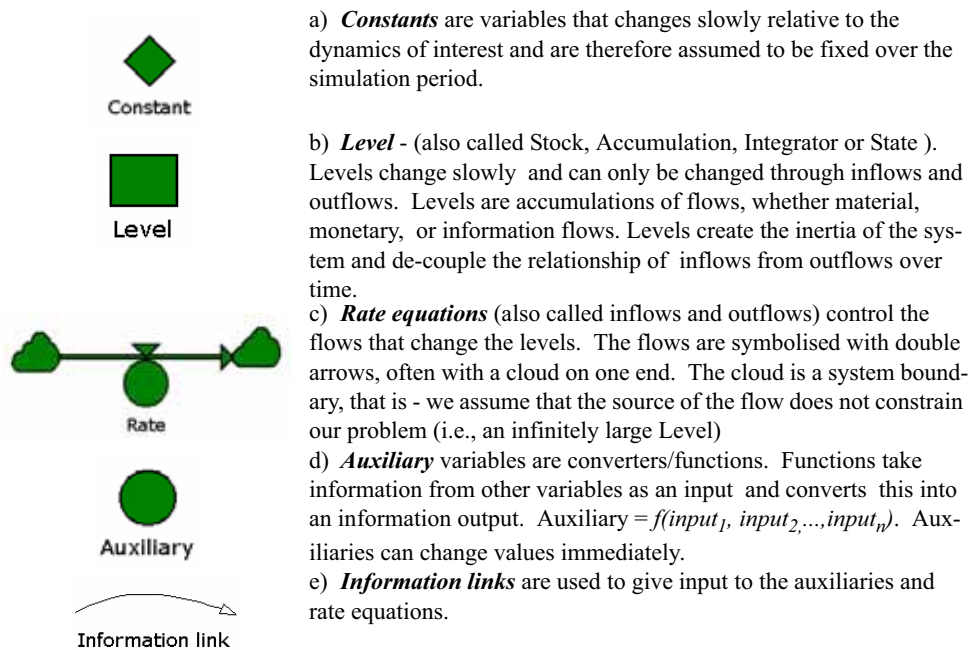 a) Constants are variables that changes slowly relative to the
dynamics of interest and are therefore assumed to be fixed over the
simulation period.
Constant
b) Level - (also called Stock, Accumulation, Integrator or State ).
Levels change slowly and can only be changed through inflows and
outflows. Levels are accumulations of flows, whether material,
monetary, or information flows. Levels create the inertia of the sys-
tem and de-couple the relationship of inflows from outflows over
time.
Level
c) Rate equations (also called inflows and outflows) control the
flows that change the levels. The flows are symbolised with double
arrows, often with a cloud on one end. The cloud is a system bound-
ary, that is - we assume that the source of the flow does not constrain
our problem (i.e., an infinitely large Level)
Rate
d) Auxiliary variables are converters/functions. Functions take
information from other variables as an input and converts this into
an information output. Auxiliary = f(input1, input2,...,inputn). Aux-
iliaries can change values immediately.
Auxiliary
e) Information links are used to give input to the auxiliaries and
rate equations.
Information link